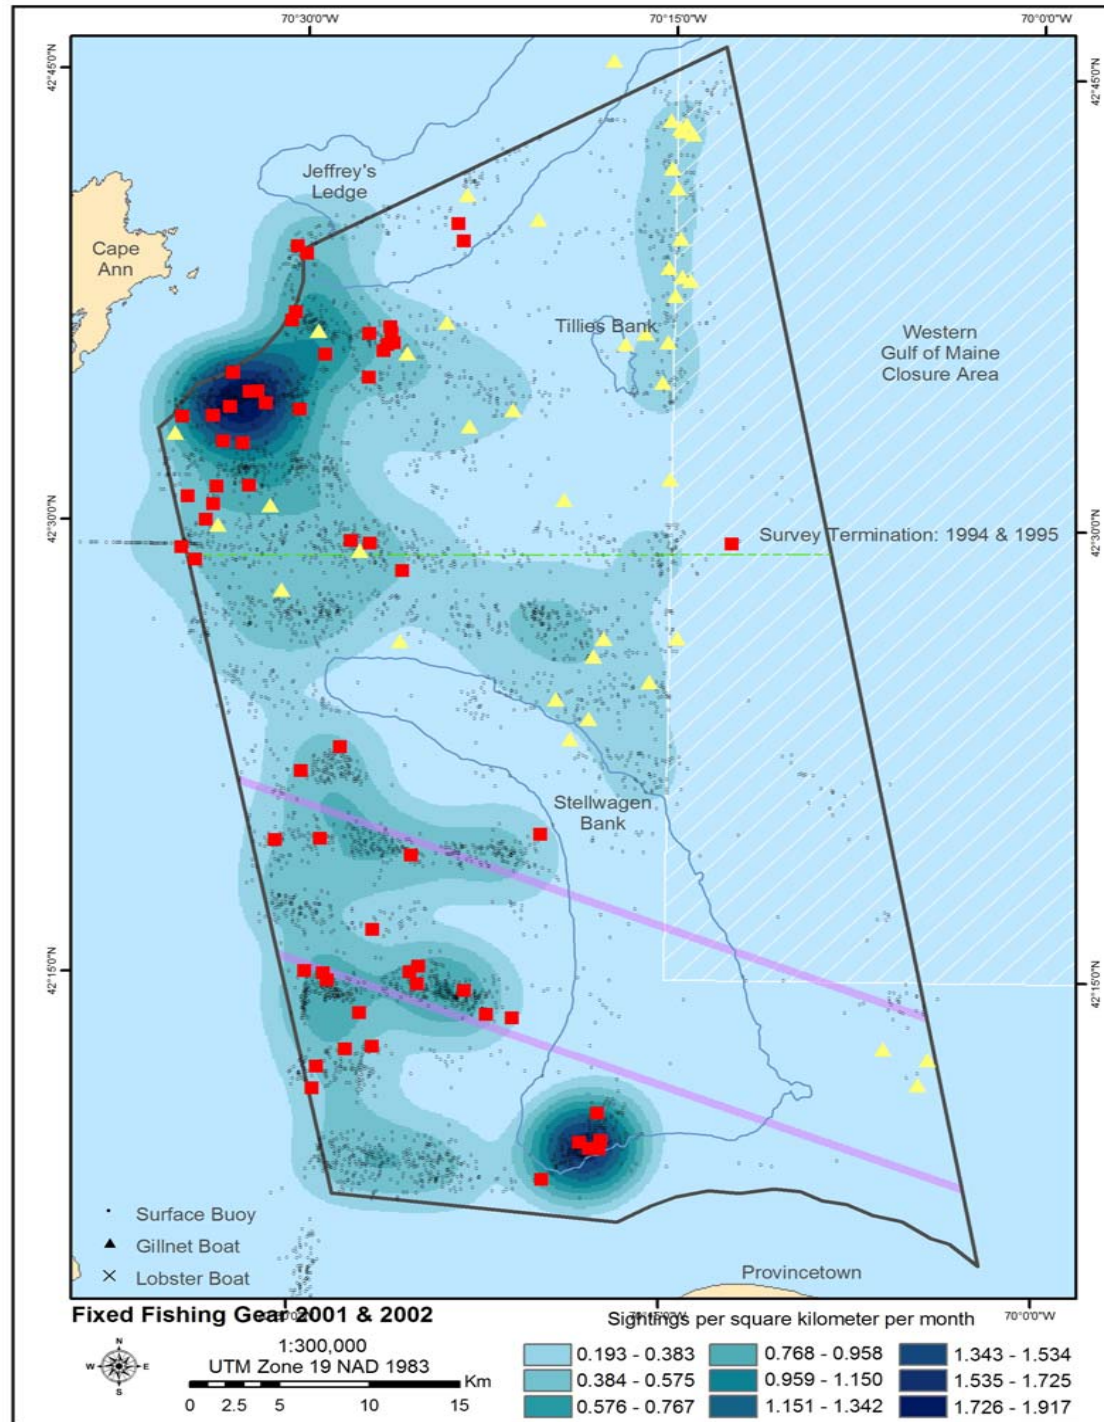 70°30'0"W
70°15'0"W
70°0'0"W
42°45'0"N
42°45'0"N
Jeffrey's
Ledge
Cape
Ann
Tillies Bank
Western
Gulf of Maine
Closure Area
42°30'0"N
42°30'0"N
Survey Termination: 1994 & 1995
Stellwagen
Bank
42°15'0"N
42°15'0"N
Surface Buoy
Gillnet Boat
Lobster Boat
Provincetown
70°0'0"W
Fixed Fishing Gear 2001 & 2002
Sightings per square kilometer per month
N
W E
S
1:300,000
UTM Zone 19 NAD 1983
Km
0 2.5 5 10 15
0.193 - 0.383
0.384 - 0.575
0.576 - 0.767
0.768 - 0.958
0.959 - 1.150
1.151 - 1.342
1.343 - 1.534
1.535 - 1.725
1.726 - 1.917